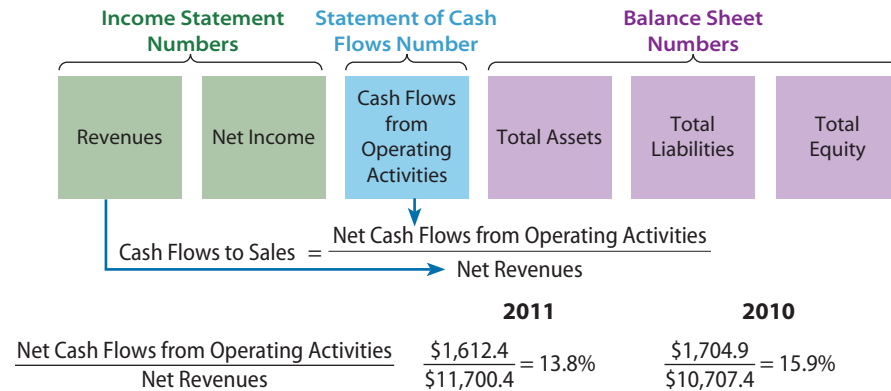 Income Statement Numbers
Statement of Cash Flows Number
Balance Sheet Numbers
Revenues
Net Income
Cash Flows from Operating Activities
Total Assets
Total Liabilities
Total Equity
Cash Flows to Sales = Net Cash Flows from Operating Activities / Net Revenues
2011 2010
Net Cash Flows from Operating Activities / Net Revenues $1,612.4 / $11,700.4 = 13.8% $1,704.9 / $10,707.4 = 15.9%